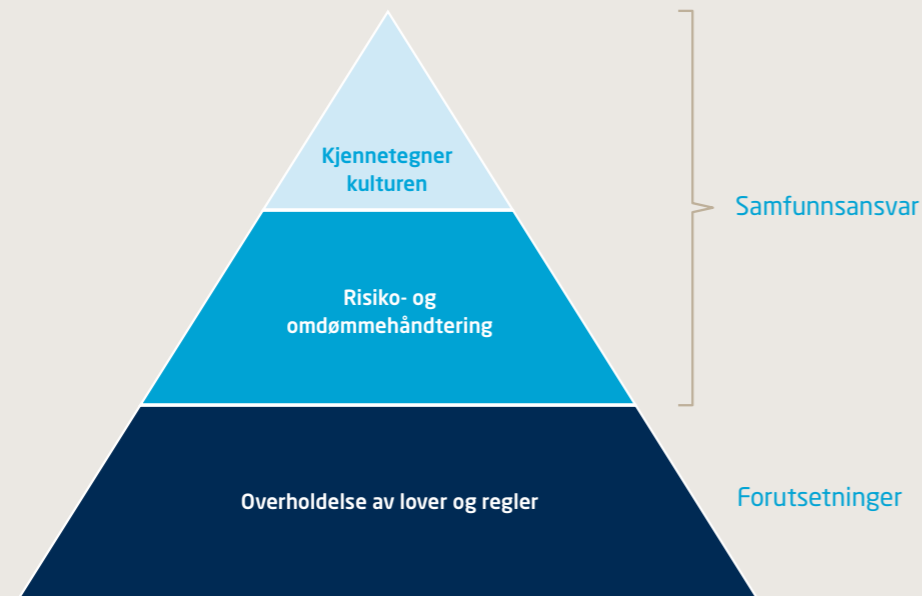 Kjennetegner
kulturen
Samfunnsansvar
Risiko- og
omdømmehåndtering
Overholdelse av lover og regler
Forutsetninger